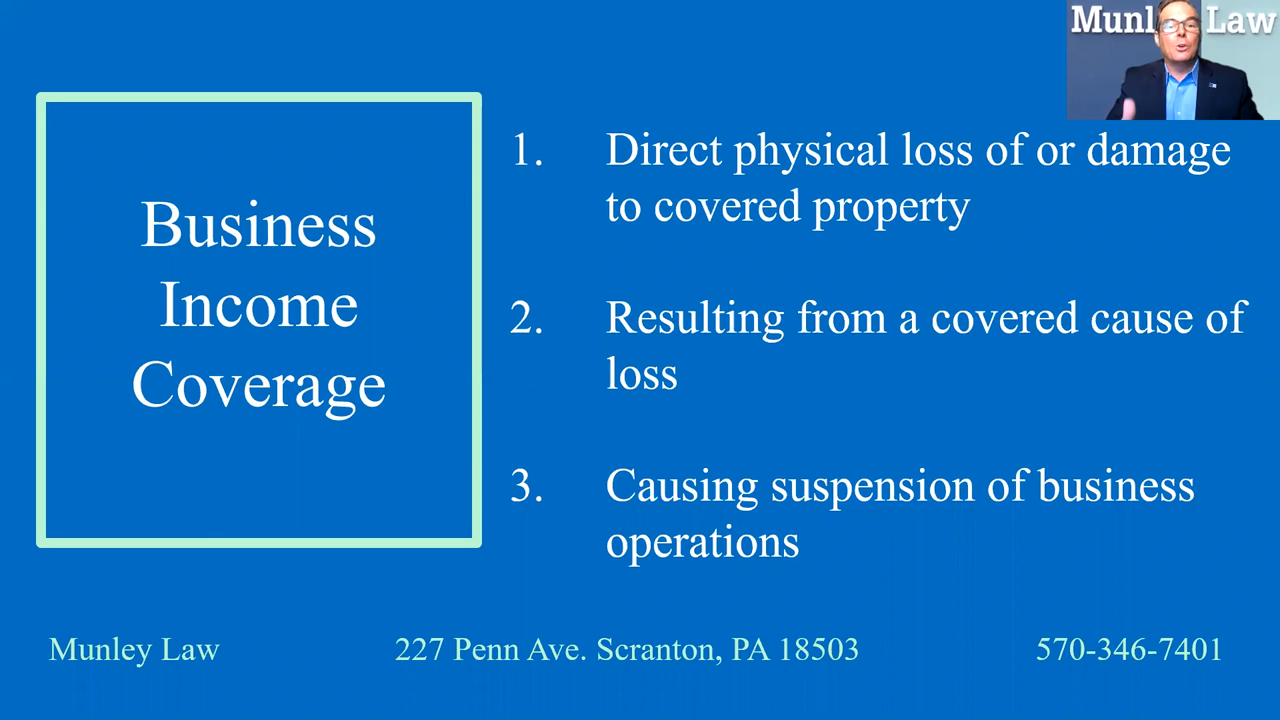 Munl Law
Business
Income
Coverage
1. Direct physical loss of or damage
to covered property
2. Resulting from a covered cause of
loss
3. Causing suspension of business
operations
Munley Law 227 Penn Ave. Scranton, PA 18503 570-346-7401